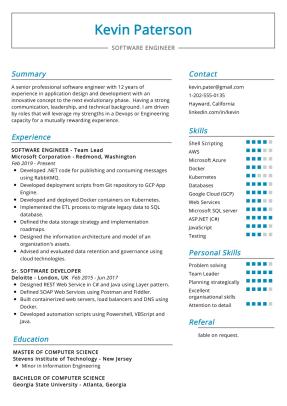 Kevin Paterson
SOFTWARE ENGINEER
Summary
A senior professional software engineer with 12 years of
experience in application design and development with an
innovative concept to the next evolutionary phase. Having a strong
communication, leadership, and technical background. I am driven
by roles that will leverage my strengths in a Devops or Engineering
capacity for a mutually rewarding experience.
Experience
SOFTWARE ENGINEER - Team Lead
Microsoft Corporation - Redmond, Washington
Feb 2019 - Present
Developed .NET code for publishing and consuming messages
using RabbitMQ.
Developed deployment scripts from Git repository to GCP App
Engine.
Developed and deployed Docker containers on Kubernetes.
Implemented the ETL process to migrate legacy data to SQL
database.
Defined the data storage strategy and implementation
roadmaps.
Designed the information architecture and model of an
organization's assets.
Advised and evaluated data retention and governance using
cloud technologies.
Sr. SOFTWARE DEVELOPER
Deloitte - London, UK Feb 2015 - Jun 2017
Designed REST Web Service in C# and Java using Layer pattern.
Defined SOAP Web Services using Postman and Fiddler.
Built containerized web servers, load balancers and DNS using
Docker.
Developed automation scripts using Powershell, VBScript and
Java.
Education
MASTER OF COMPUTER SCIENCE
Stevens Institute of Technology - New Jersey
Minor in Information Engineering
BACHELOR OF COMPUTER SCIENCE
Georgia State University - Atlanta, Georgia
Contact
kevin.pater@gmail.com
1-202-555-0135
Hayward, California
linkedin.com/in/kevin
Skills
Shell Scripting
AWS
Microsoft Azure
Docker
Kubernetes
Databases
Google Cloud (GCP)
Web Services
Microsoft SQL server
ASP.NET (C#)
JavaScript
Testing
Personal Skills
Problem solving
Team Leader
Planning strategically
Excellent
organisational skills
Attention to detail
Referal
liable on request.